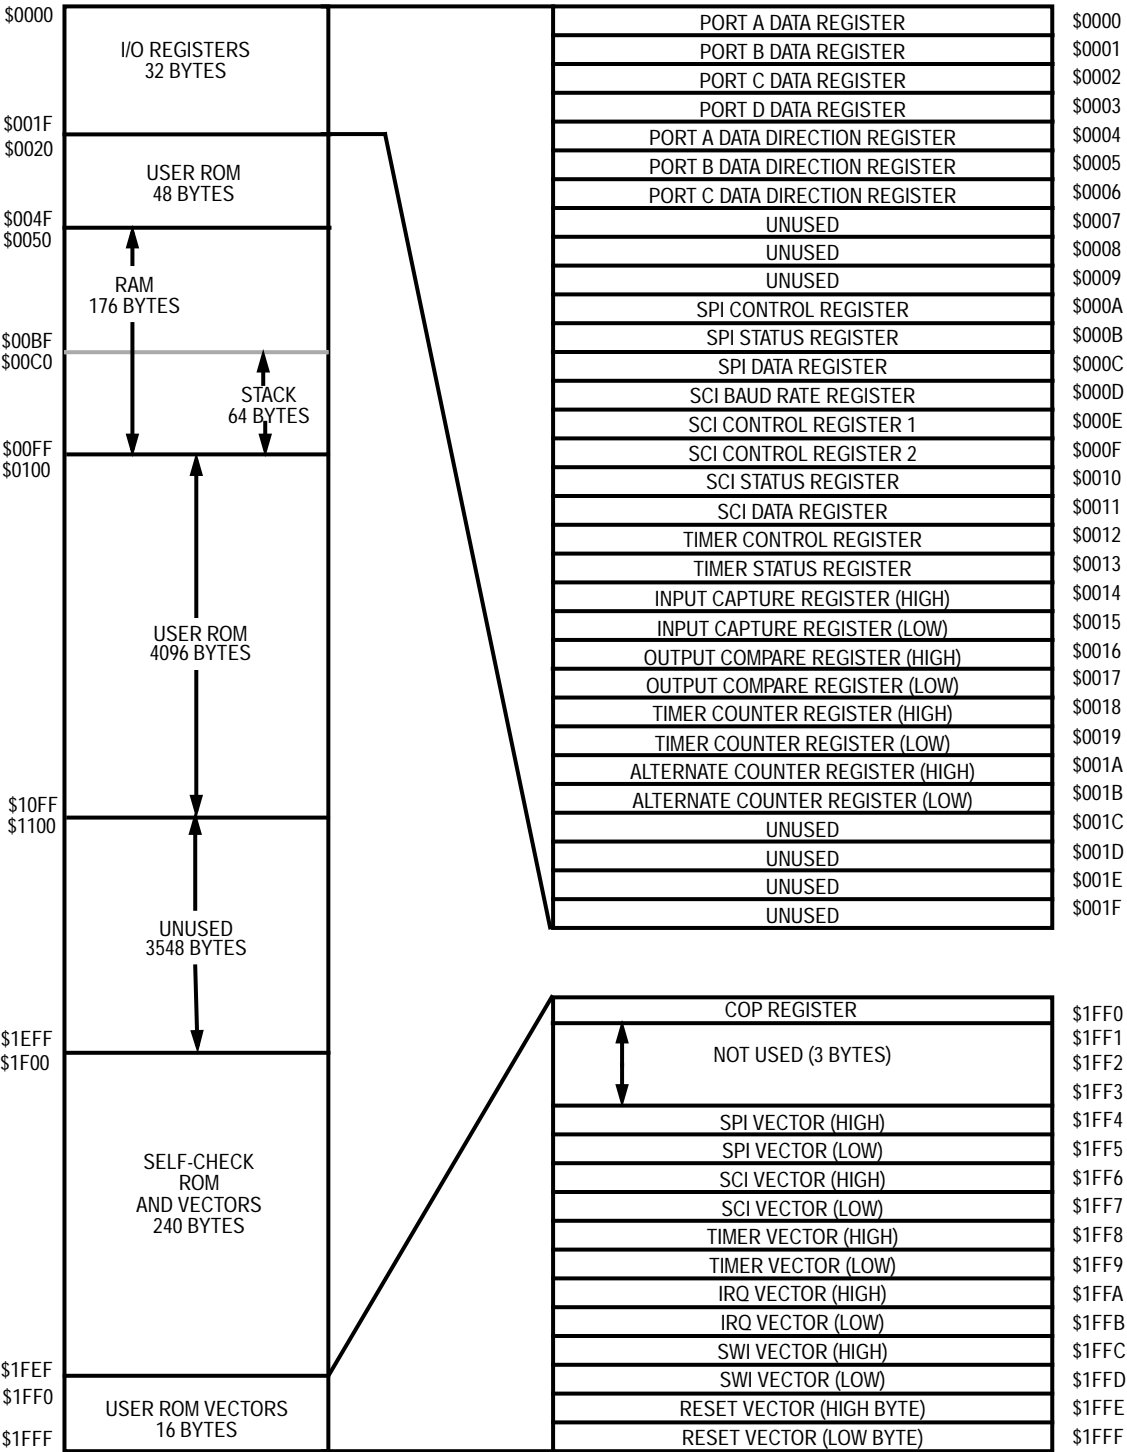 $0000
I/O REGISTERS
32 BYTES
$001F
$0020
USER ROM
48 BYTES
$004F
$0050
RAM
176 BYTES
$00BF
$00C0
STACK
64 BYTES
$00FF
$0100
USER ROM
4096 BYTES
$10FF
$1100
UNUSED
3548 BYTES
$1EFF
$1F00
SELF-CHECK
ROM
AND VECTORS
240 BYTES
$1FEF
$1FF0
USER ROM VECTORS
16 BYTES
$1FFF
PORT A DATA REGISTER $0000
PORT B DATA REGISTER $0001
PORT C DATA REGISTER $0002
PORT D DATA REGISTER $0003
PORT A DATA DIRECTION REGISTER $0004
PORT B DATA DIRECTION REGISTER $0005
PORT C DATA DIRECTION REGISTER $0006
UNUSED $0007
UNUSED $0008
UNUSED $0009
SPI CONTROL REGISTER $000A
SPI STATUS REGISTER $000B
SPI DATA REGISTER $000C
SCI BAUD RATE REGISTER $000D
SCI CONTROL REGISTER 1 $000E
SCI CONTROL REGISTER 2 $000F
SCI STATUS REGISTER $0010
SCI DATA REGISTER $0011
TIMER CONTROL REGISTER $0012
TIMER STATUS REGISTER $0013
INPUT CAPTURE REGISTER (HIGH) $0014
INPUT CAPTURE REGISTER (LOW) $0015
OUTPUT COMPARE REGISTER (HIGH) $0016
OUTPUT COMPARE REGISTER (LOW) $0017
TIMER COUNTER REGISTER (HIGH) $0018
TIMER COUNTER REGISTER (LOW) $0019
ALTERNATE COUNTER REGISTER (HIGH) $001A
ALTERNATE COUNTER REGISTER (LOW) $001B
UNUSED $001C
UNUSED $001D
UNUSED $001E
UNUSED $001F
COP REGISTER $1FF0
$1FF1
NOT USED (3 BYTES) $1FF2
$1FF3
SPI VECTOR (HIGH) $1FF4
SPI VECTOR (LOW) $1FF5
SCI VECTOR (HIGH) $1FF6
SCI VECTOR (LOW) $1FF7
TIMER VECTOR (HIGH) $1FF8
TIMER VECTOR (LOW) $1FF9
IRQ VECTOR (HIGH) $1FFA
IRQ VECTOR (LOW) $1FFB
SWI VECTOR (HIGH) $1FFC
SWI VECTOR (LOW) $1FFD
RESET VECTOR (HIGH BYTE) $1FFE
RESET VECTOR (LOW BYTE) $1FFF